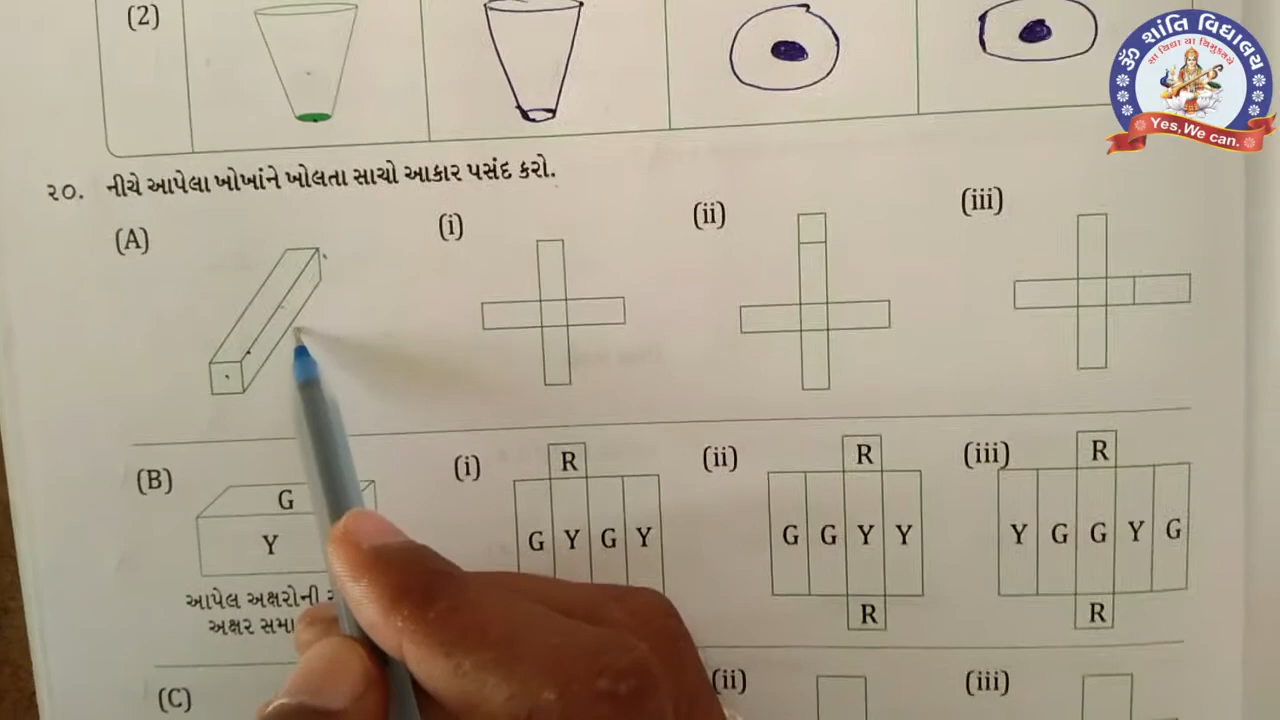 (2)
ૐ શાંતિ વિદ્યાલય
સા વિદ્યા યા વિમુક્તયે
Yes, We can.
૨૦. નીચે આપેલા ખોખાંને ખોલતા સાચો આકાર પસંદ કરો.
(A) (i) (ii) (iii)
(B) (i) (ii) (iii)
R R R
G
Y
G Y G Y
G G Y Y
Y G G Y G
R R
આપેલ અક્ષરોની
અક્ષર
(C) (ii) (iii)